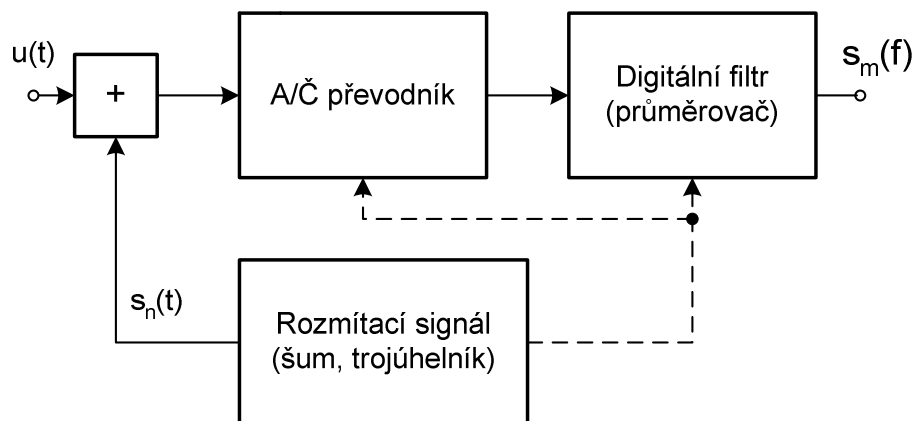 u(t)
+
A/Č převodník
Digitální filtr
(průměrovač)
s_m(f)
s_n(t)
Rozmítací signál
(šum, trojúhelník)